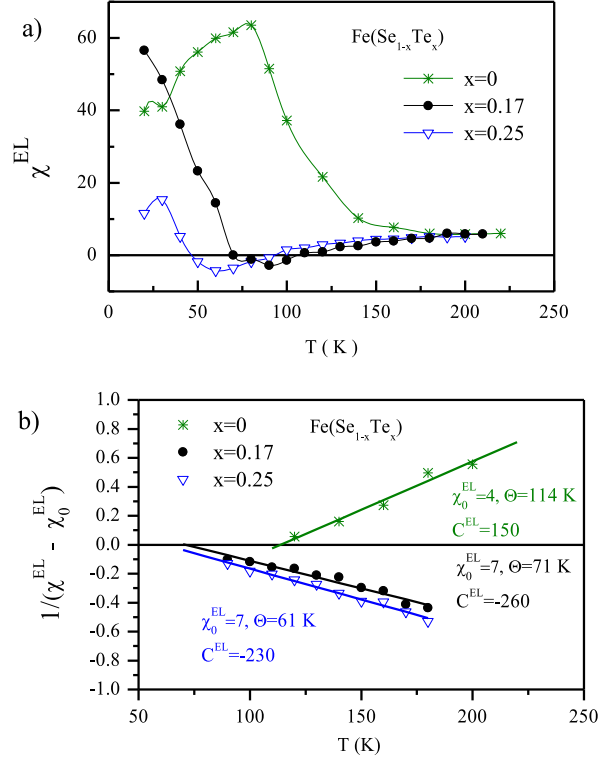 a)
Fe(Se₁₋ₓTeₓ)
x=0
x=0.17
x=0.25
χ^EL
60
40
20
0
0 50 100 150 200 250
T ( K )
b)
x=0 Fe(Se₁₋ₓTeₓ)
x=0.17
x=0.25
1/(χ^EL - χ₀^EL)
1.0
0.8
0.6
0.4
0.2
0.0
-0.2
-0.4
-0.6
-0.8
-1.0
χ₀^EL=4, Θ=114 K
C^EL=150
χ₀^EL=7, Θ=71 K
C^EL=-260
χ₀^EL=7, Θ=61 K
C^EL=-230
50 100 150 200 250
T (K)